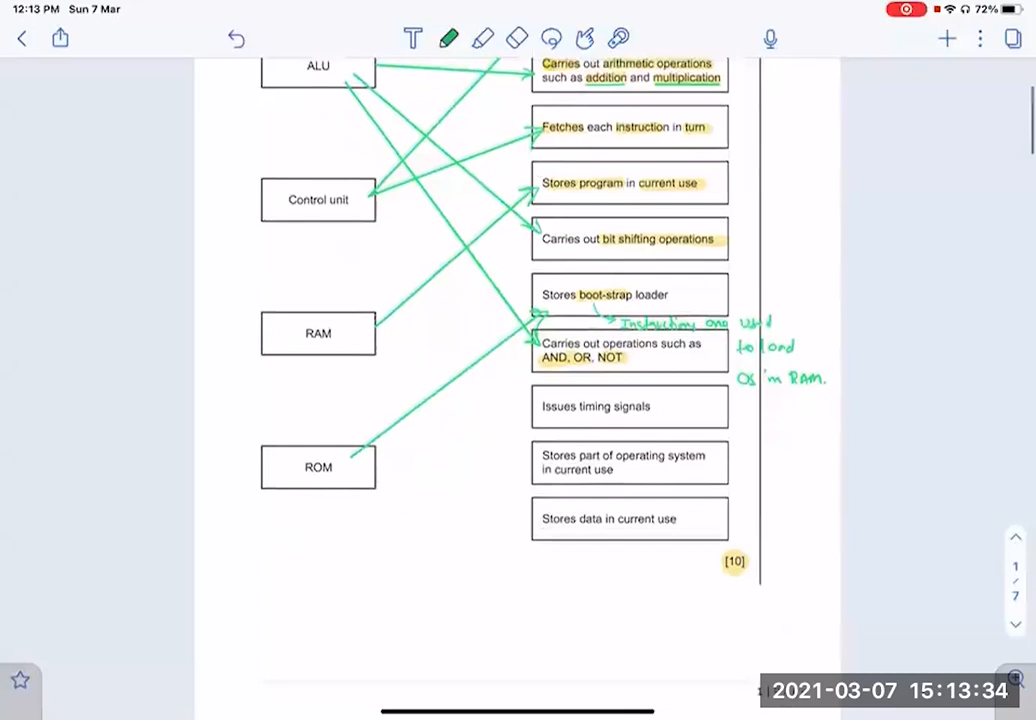 12:13 PM Sun 7 Mar
72%
ALU
Carries out arithmetic operations
such as addition and multiplication
Fetches each instruction in turn
Control unit
Stores program in current use
Carries out bit shifting operations
Stores boot-strap loader
RAM
Instructions are used
to load
OS in RAM.
Carries out operations such as
AND, OR, NOT
Issues timing signals
ROM
Stores part of operating system
in current use
Stores data in current use
[10]
1
/
7
2021-03-07 15:13:34